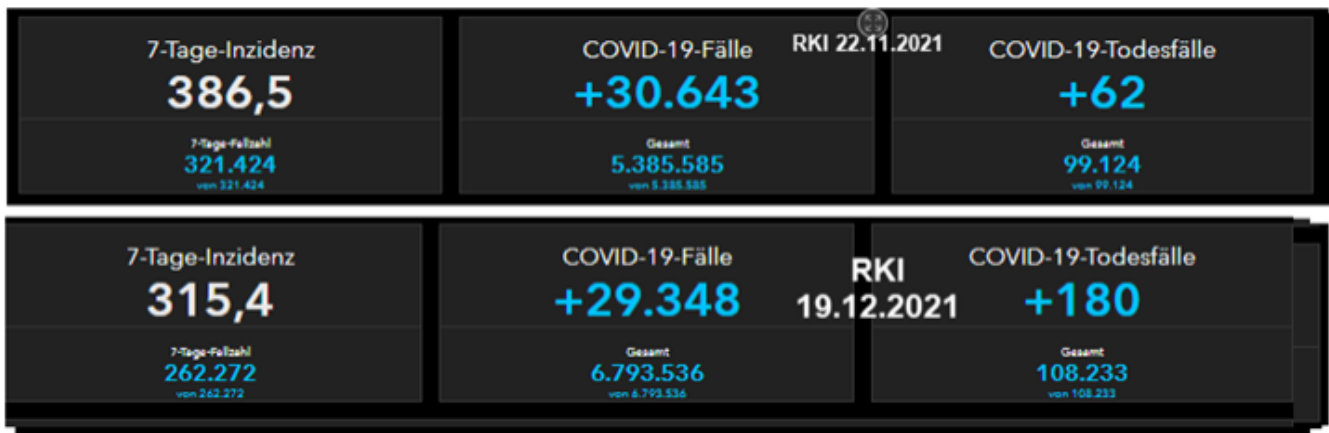 7-Tage-Inzidenz
386,5
7-Tage-Fallzahl
321.424
von 321.424
COVID-19-Fälle
+30.643
Gesamt
5.385.585
von 5.385.585
RKI 22.11.2021
COVID-19-Todesfälle
+62
Gesamt
99.124
von 99.124
7-Tage-Inzidenz
315,4
7-Tage-Fallzahl
262.272
von 262.272
COVID-19-Fälle
+29.348
Gesamt
6.793.536
von 6.793.536
RKI
19.12.2021
COVID-19-Todesfälle
+180
Gesamt
108.233
von 108.233